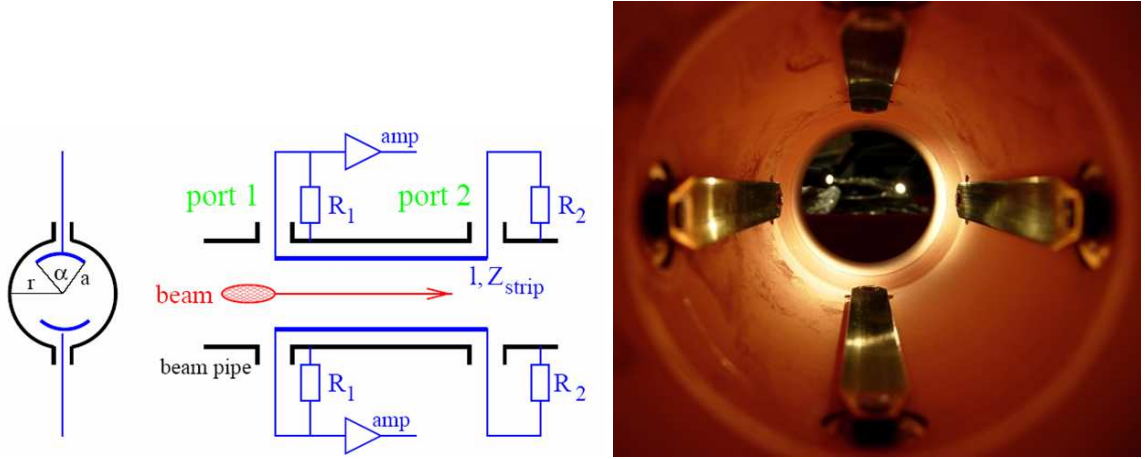 amp
port 1
port 2
R1
R2
r
α
a
beam
l, Zstrip
beam pipe
R1
R2
amp